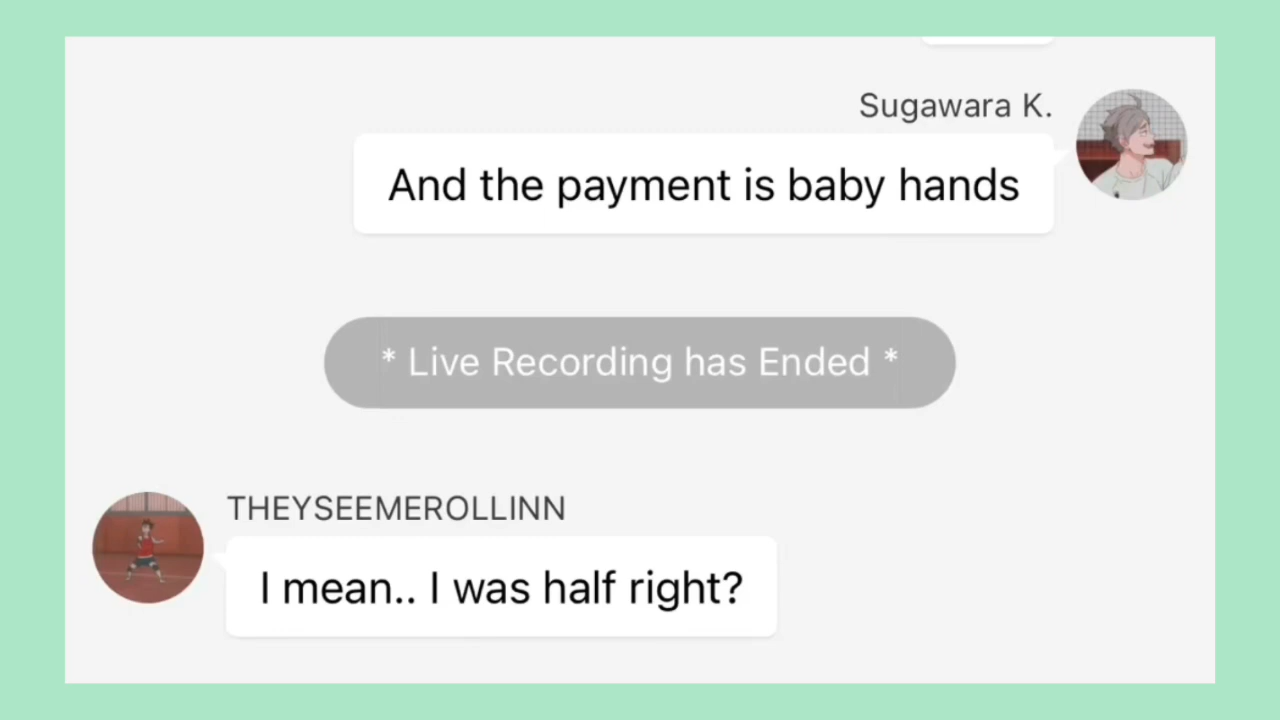 Sugawara K.
And the payment is baby hands
* Live Recording has Ended *
THEYSEEMEROLLINN
I mean.. I was half right?